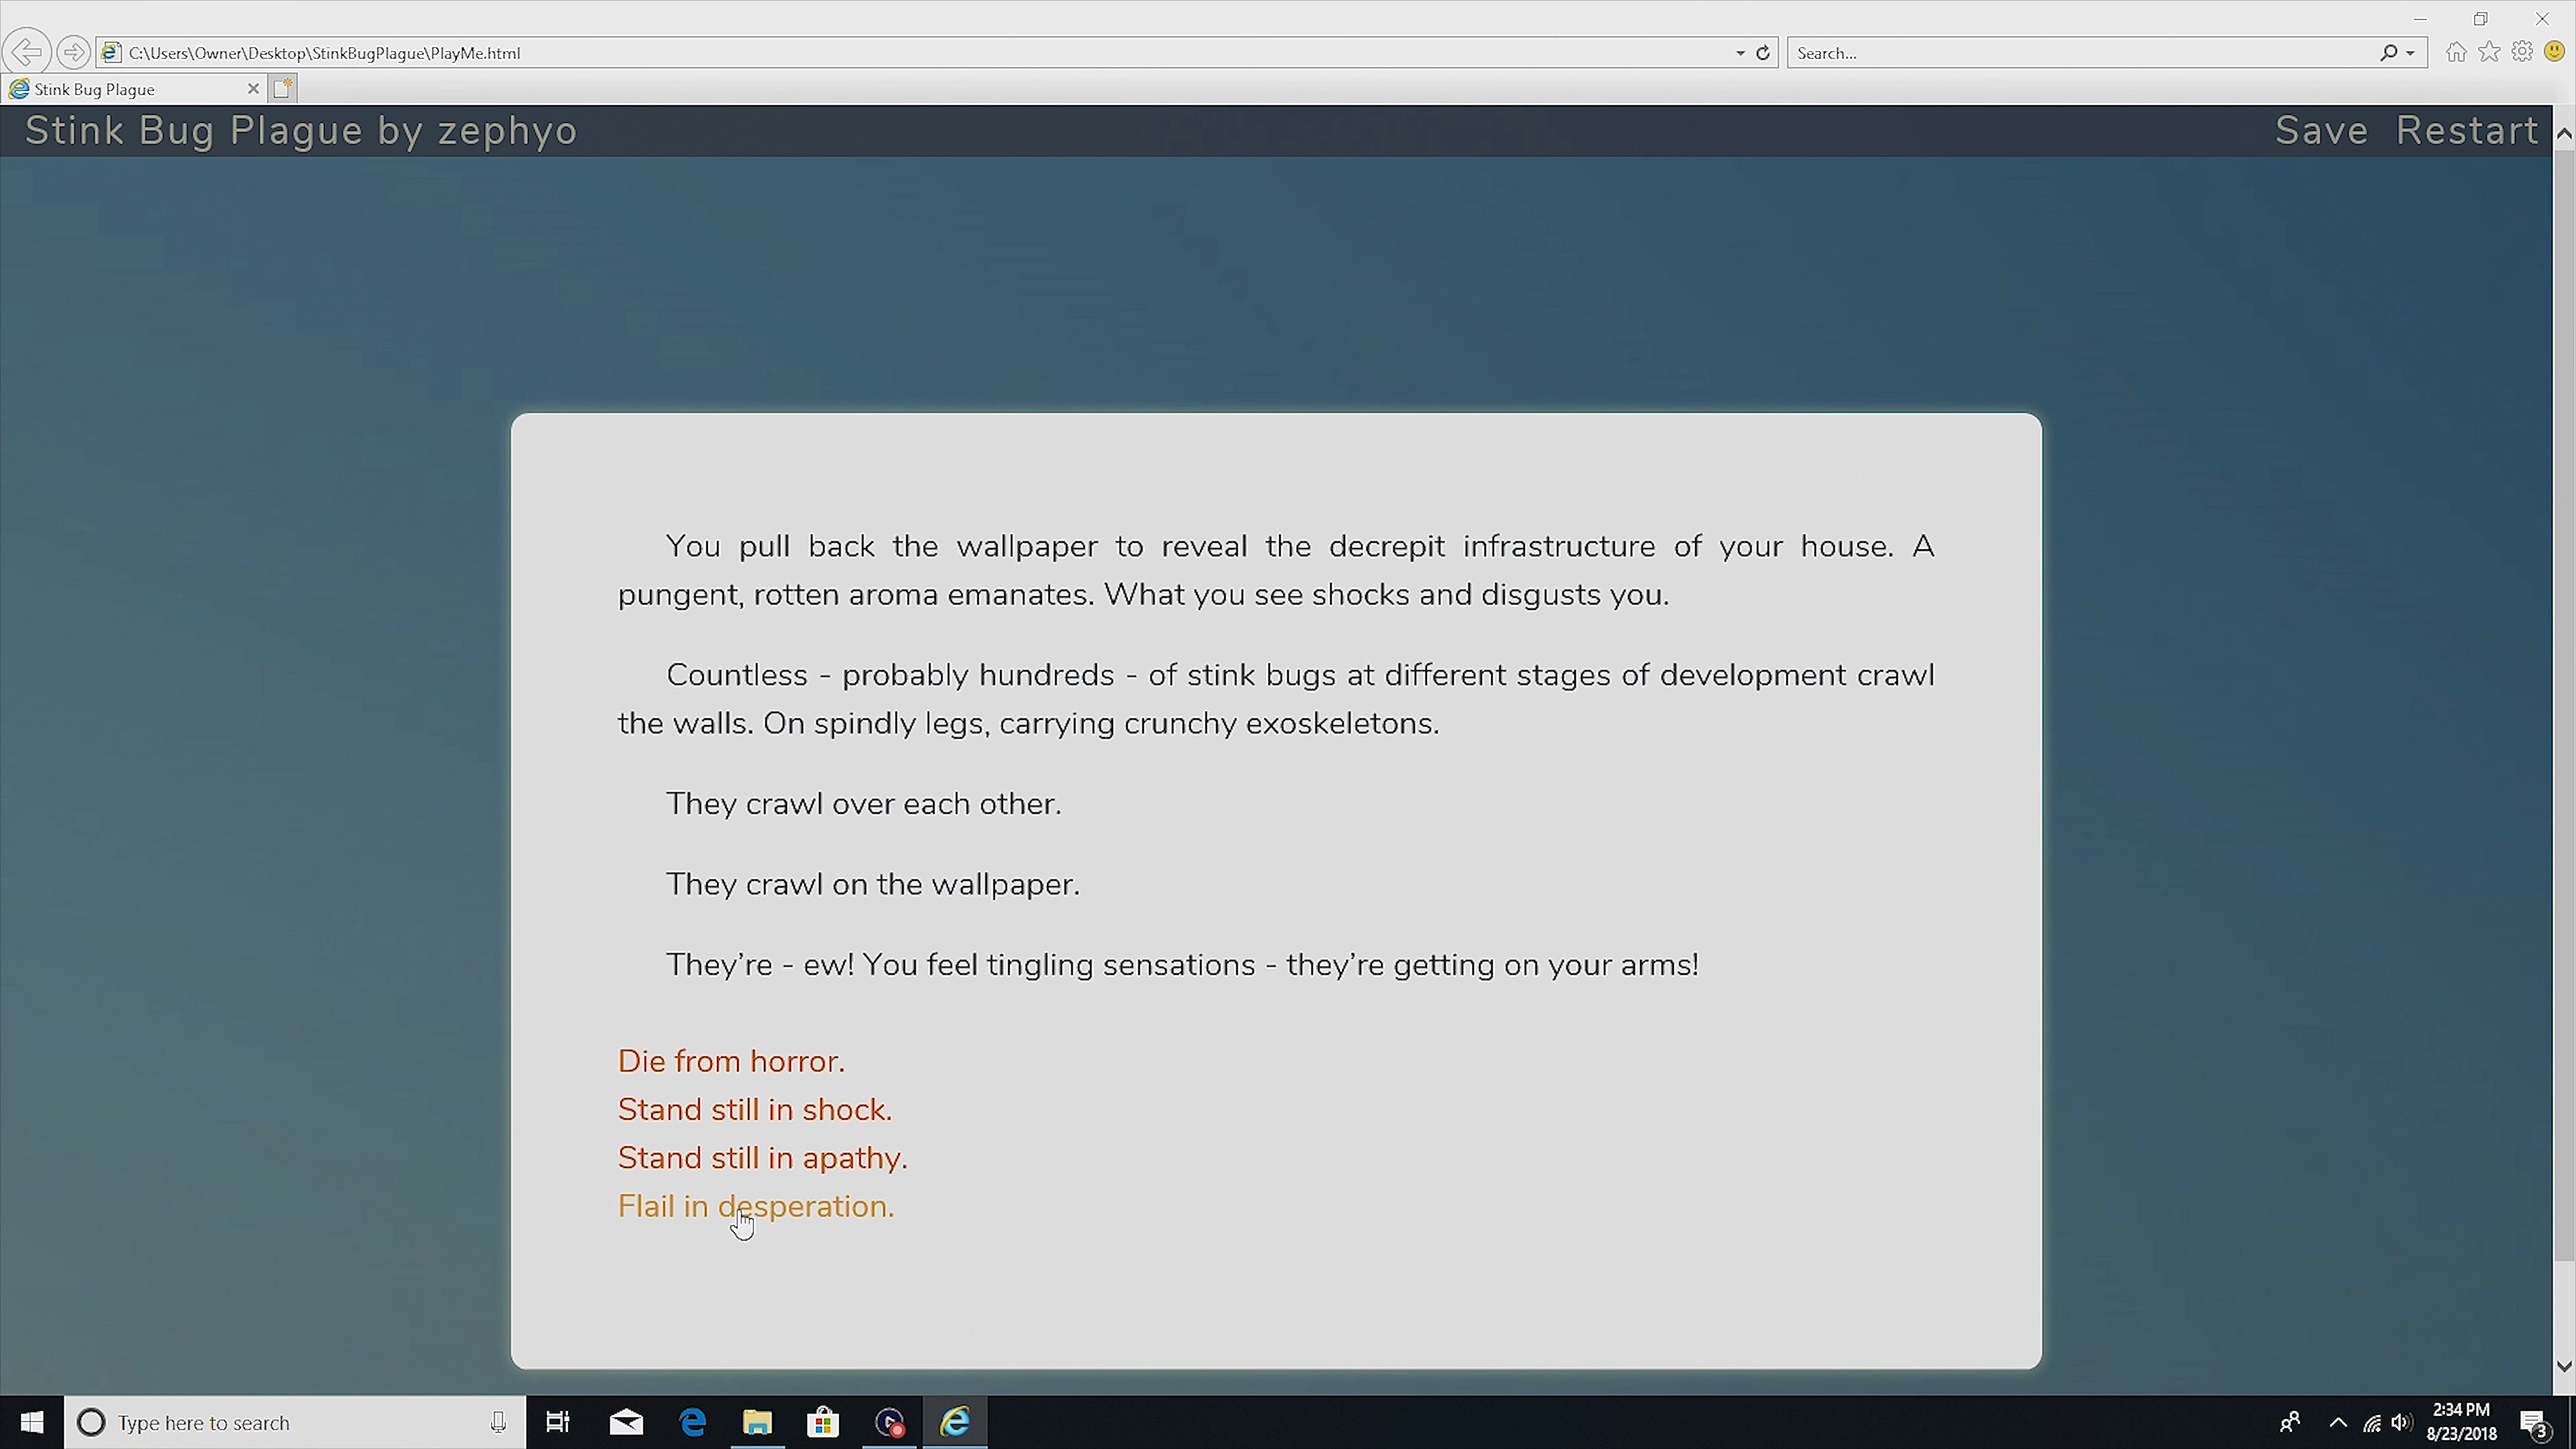 C:\Users\Owner\Desktop\StinkBugPlague\PlayMe.html
Search...
Stink Bug Plague
Stink Bug Plague by zephyo
Save Restart
You pull back the wallpaper to reveal the decrepit infrastructure of your house. A
pungent, rotten aroma emanates. What you see shocks and disgusts you.
Countless - probably hundreds - of stink bugs at different stages of development crawl
the walls. On spindly legs, carrying crunchy exoskeletons.
They crawl over each other.
They crawl on the wallpaper.
They're - ew! You feel tingling sensations - they're getting on your arms!
Die from horror.
Stand still in shock.
Stand still in apathy.
Flail in desperation.
Type here to search
2:34 PM
8/23/2018
3